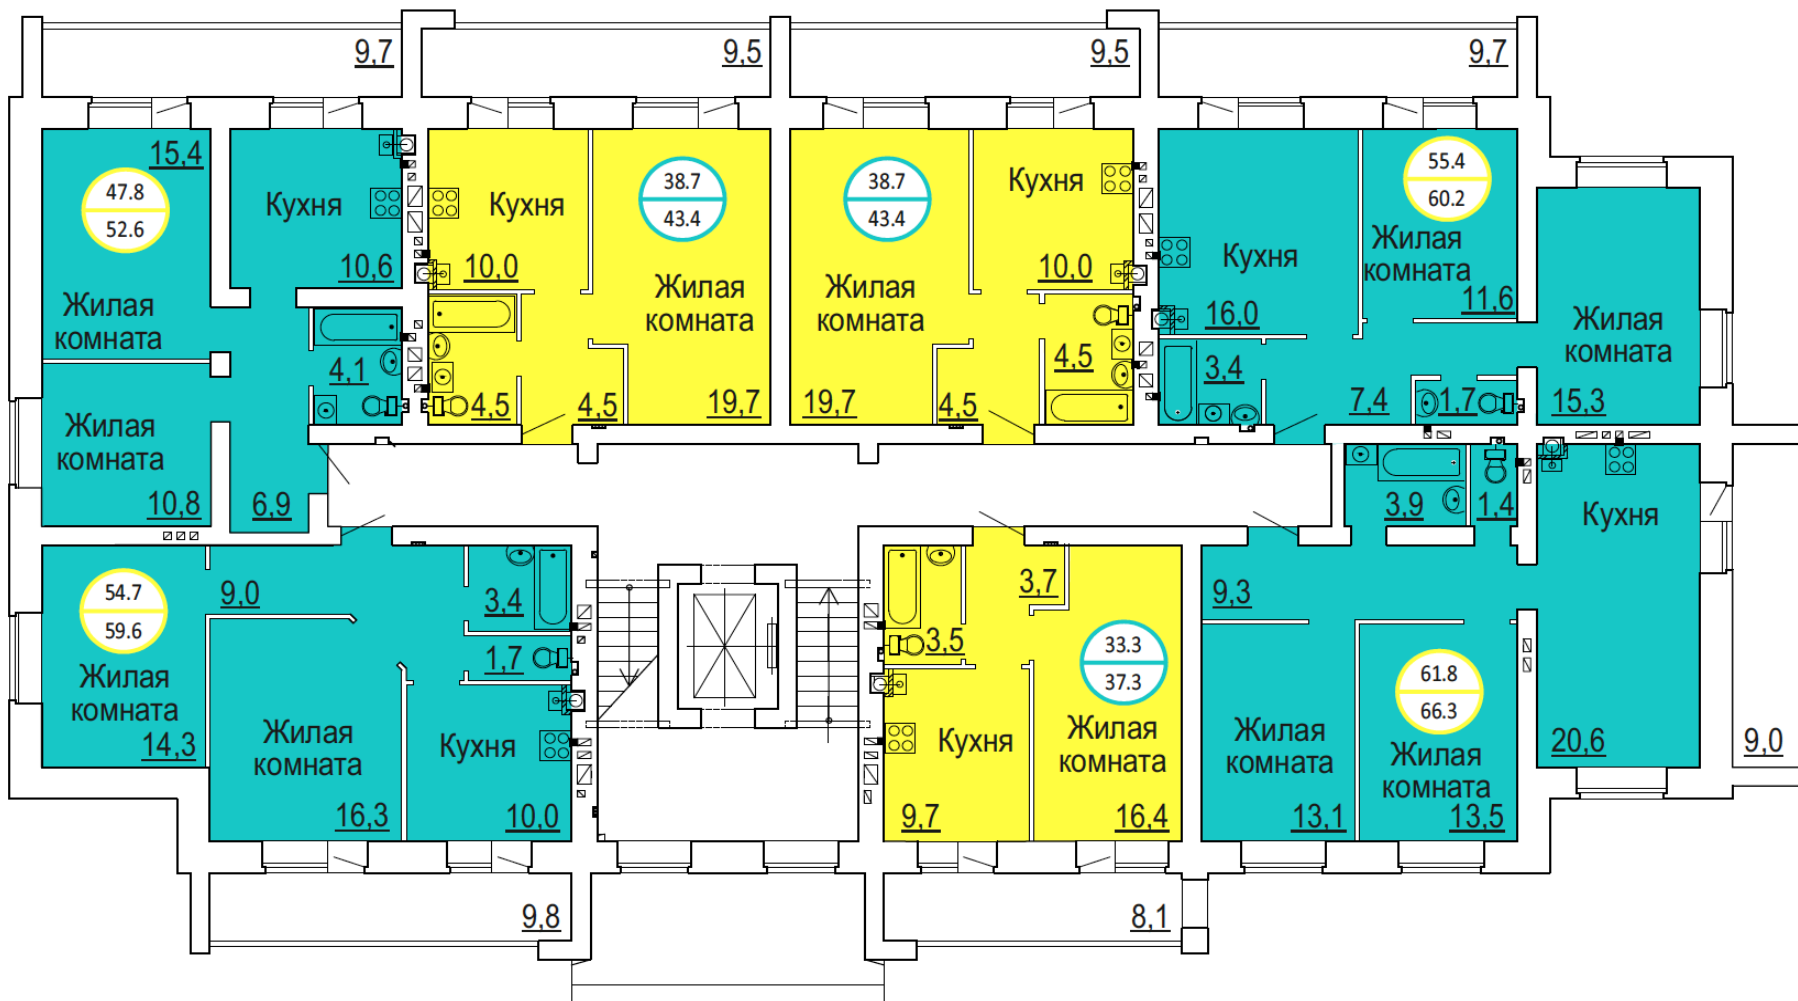 9,7
9,5
9,5
9,7
15,4
47.8
52.6
Жилая
комната
Кухня
10,6
4,1
Жилая
комната
10,8
6,9
Кухня
10,0
38.7
43.4
Жилая
комната
4,5
4,5
19,7
38.7
43.4
Жилая
комната
19,7
Кухня
10,0
4,5
4,5
Кухня
16,0
55.4
60.2
Жилая
комната
11,6
3,4
7,4
1,7
Жилая
комната
15,3
54.7
59.6
Жилая
комната
14,3
9,0
3,4
1,7
Жилая
комната
16,3
Кухня
10,0
9,8
3,7
3,5
33.3
37.3
Кухня
9,7
Жилая
комната
16,4
8,1
3,9
1,4
9,3
Жилая
комната
13,1
61.8
66.3
Жилая
комната
13,5
Кухня
20,6
9,0